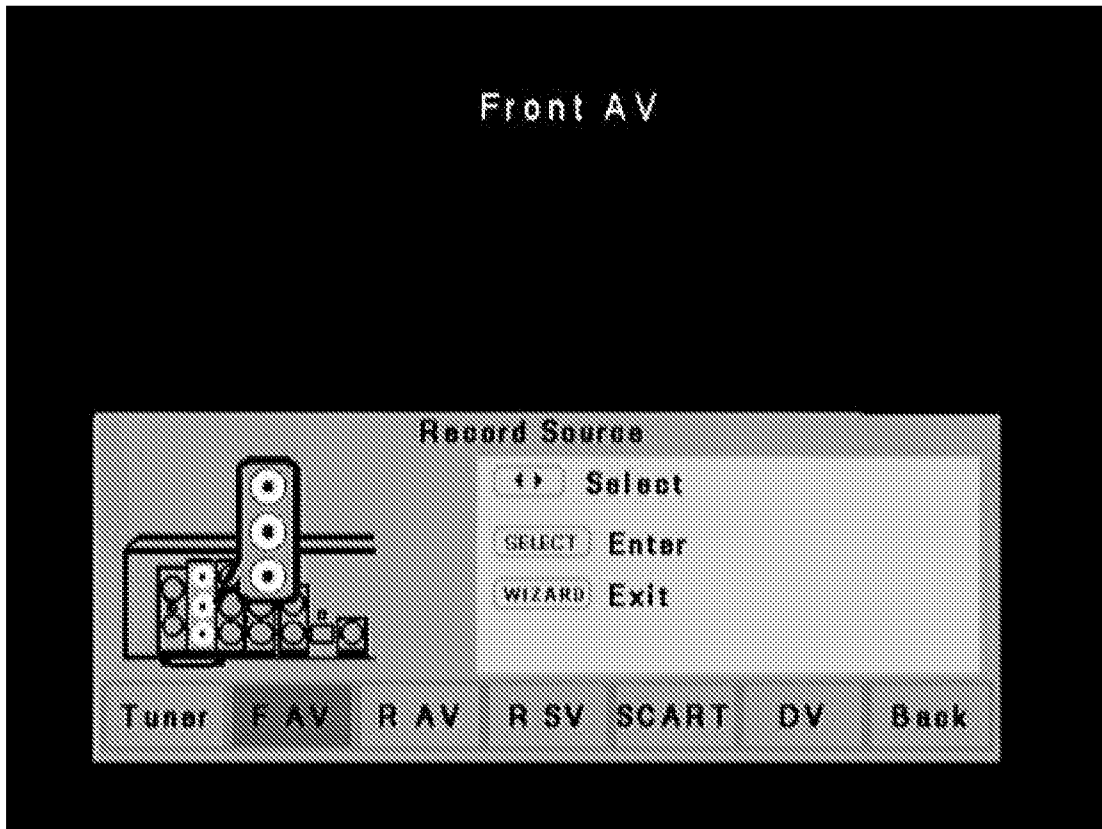 Front AV
Record Source
Select
SELECT Enter
WIZARD Exit
Tuner F AV R AV R SV SCART DV Back